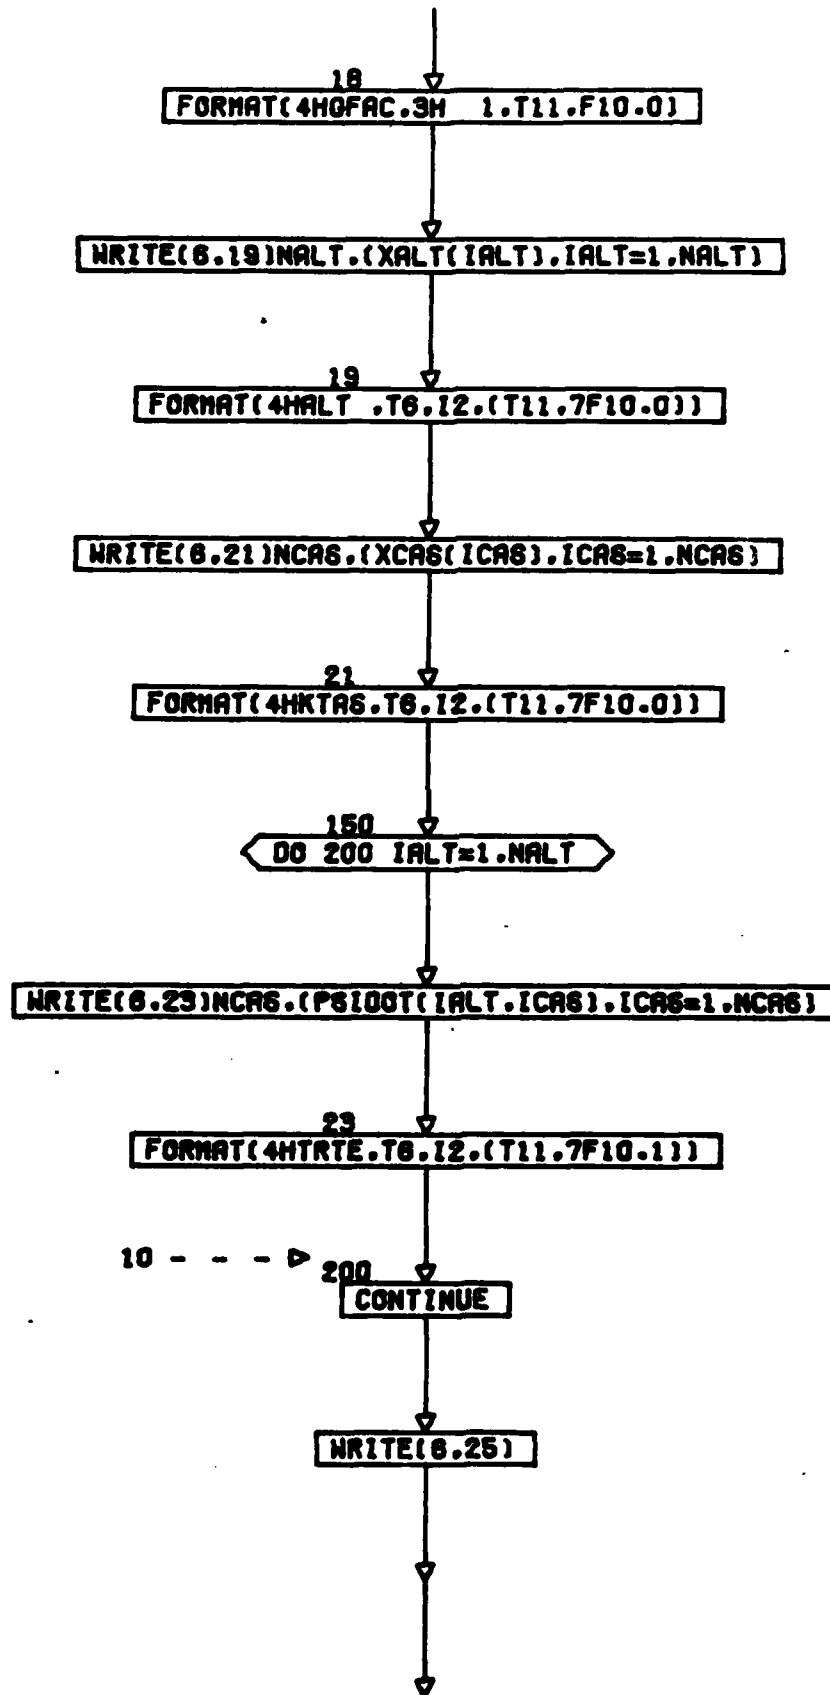 18
FORMAT(4HGFAC,3H  1,T11,F10.0)
WRITE(6,19)NALT,(XALT(IALT),IALT=1,NALT)
19
FORMAT(4HALT ,T6,I2,(T11,7F10.0))
WRITE(6,21)NCAS,(XCAS(ICAS),ICAS=1,NCAS)
21
FORMAT(4HKTAS,T6,I2,(T11,7F10.0))
150
DO 200 IALT=1,NALT
WRITE(6,23)NCAS,(PSIDOT(IALT,ICAS),ICAS=1,NCAS)
23
FORMAT(4HTRTE,T6,I2,(T11,7F10.1))
10
200
CONTINUE
WRITE(6,25)